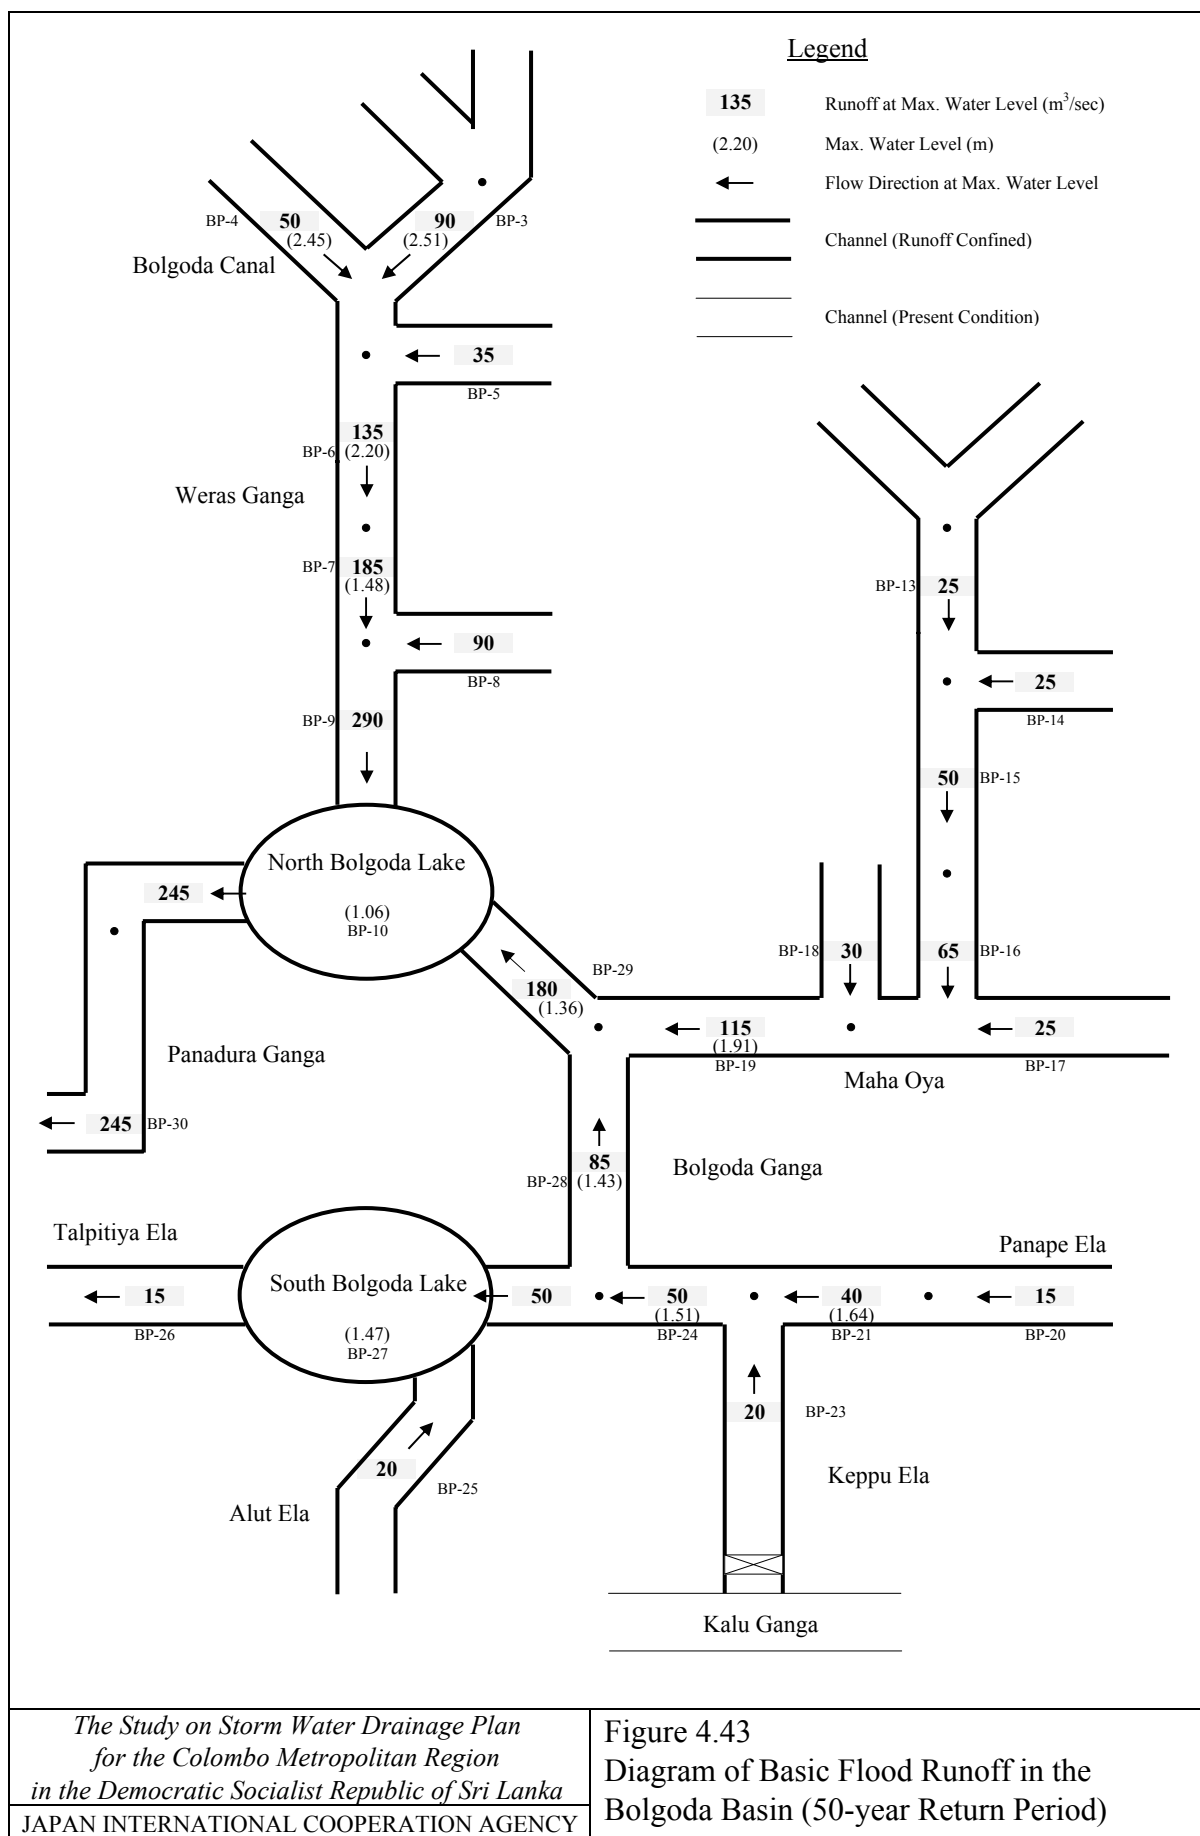 Legend
135 Runoff at Max. Water Level (m³/sec)
(2.20) Max. Water Level (m)
Flow Direction at Max. Water Level
Channel (Runoff Confined)
Channel (Present Condition)
BP-4
50
(2.45)
90
(2.51)
BP-3
Bolgoda Canal
35
BP-5
135
BP-6
(2.20)
Weras Ganga
BP-7
185
(1.48)
90
BP-8
BP-9
290
BP-13
25
25
BP-14
50
BP-15
North Bolgoda Lake
(1.06)
BP-10
245
BP-18
30
65
BP-16
BP-29
180
(1.36)
115
(1.91)
BP-19
25
BP-17
Maha Oya
Panadura Ganga
245
BP-30
85
BP-28
(1.43)
Bolgoda Ganga
Talpitiya Ela
Panape Ela
15
BP-26
South Bolgoda Lake
(1.47)
BP-27
50
50
(1.51)
BP-24
40
(1.64)
BP-21
15
BP-20
20
BP-23
20
BP-25
Keppu Ela
Alut Ela
Kalu Ganga
The Study on Storm Water Drainage Plan
for the Colombo Metropolitan Region
in the Democratic Socialist Republic of Sri Lanka
JAPAN INTERNATIONAL COOPERATION AGENCY
Figure 4.43
Diagram of Basic Flood Runoff in the
Bolgoda Basin (50-year Return Period)